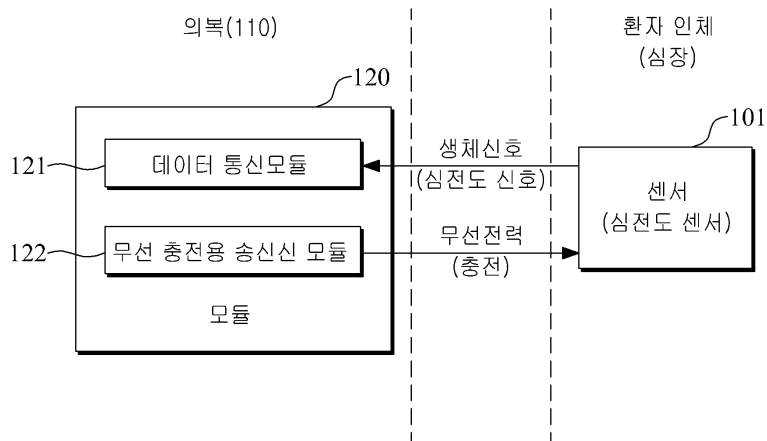 의복(110)
환자 인체
(심장)
120
101
121
데이터 통신모듈
생체신호
(심전도 신호)
센서
(심전도 센서)
122
무선 충전용 송신신 모듈
무선전력
(충전)
모듈